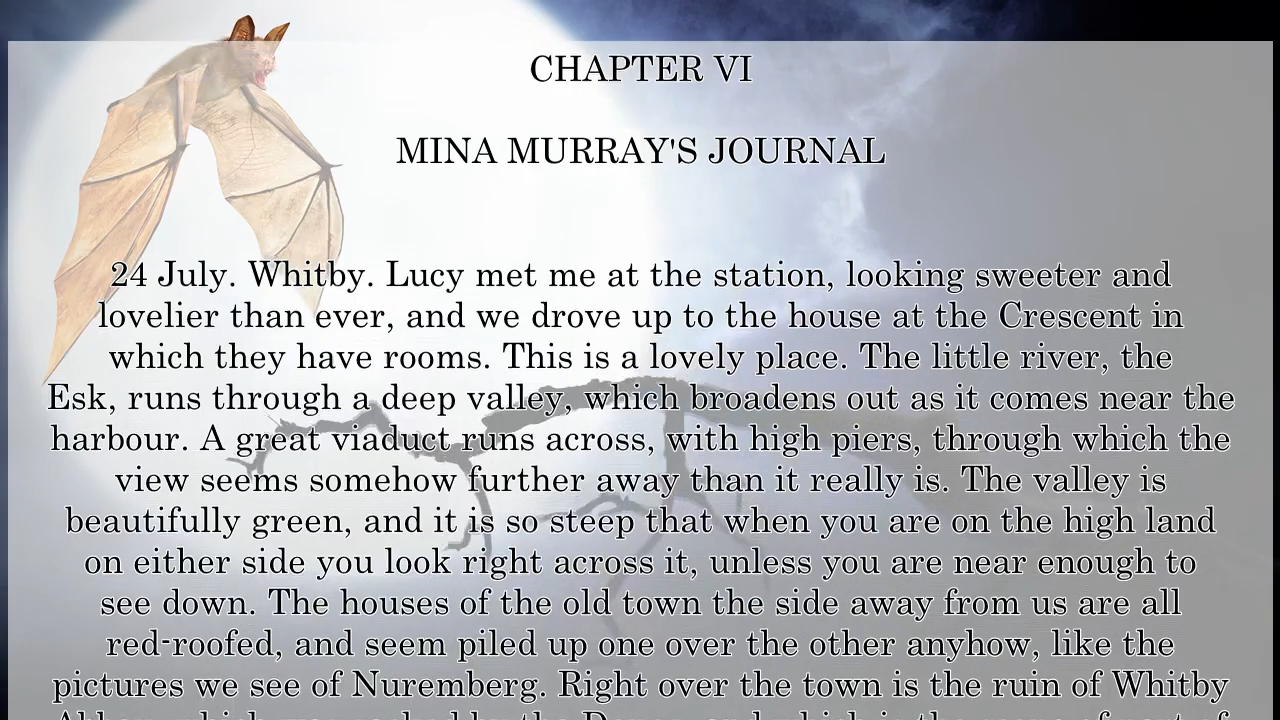 CHAPTER VI
MINA MURRAY'S JOURNAL
24 July. Whitby. Lucy met me at the station, looking sweeter and
lovelier than ever, and we drove up to the house at the Crescent in
which they have rooms. This is a lovely place. The little river, the
Esk, runs through a deep valley, which broadens out as it comes near the
harbour. A great viaduct runs across, with high piers, through which the
view seems somehow further away than it really is. The valley is
beautifully green, and it is so steep that when you are on the high land
on either side you look right across it, unless you are near enough to
see down. The houses of the old town the side away from us are all
red-roofed, and seem piled up one over the other anyhow, like the
pictures we see of Nuremberg. Right over the town is the ruin of Whitby